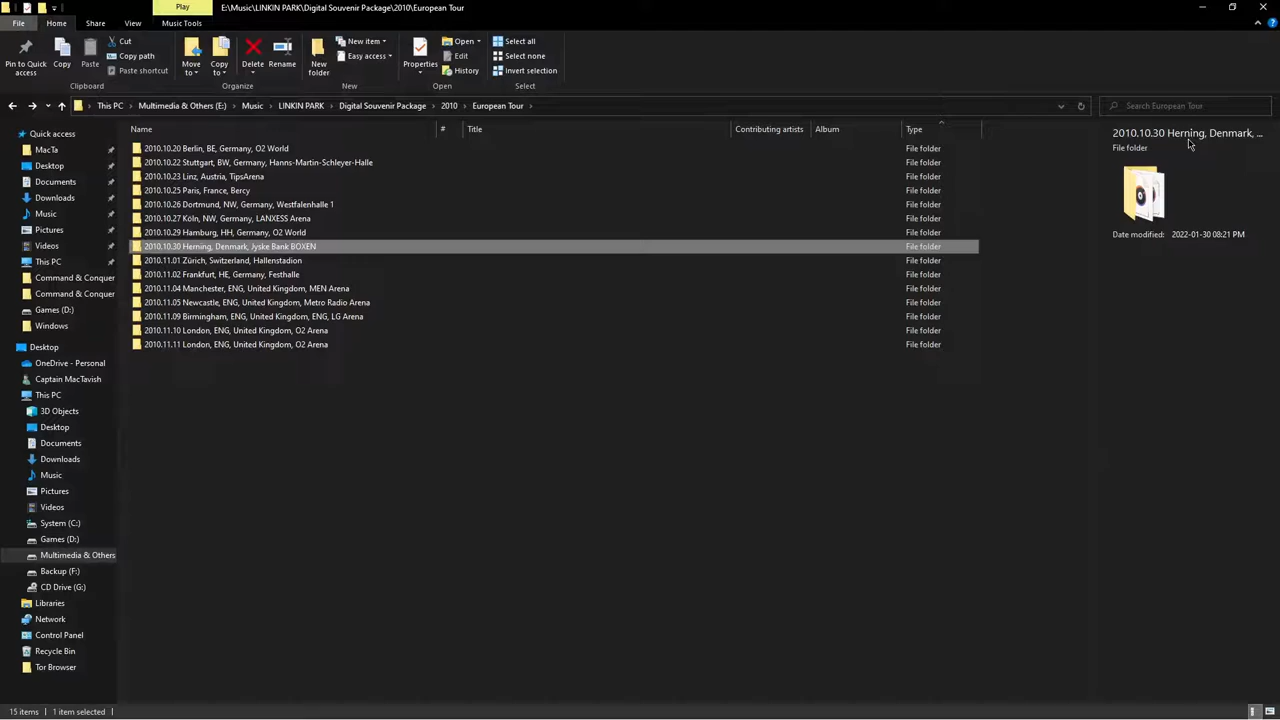 Play
E:\Music\LINKIN PARK\Digital Souvenir Package\2010\European Tour
File
Home
Share
View
Music Tools
Pin to Quick access
Copy
Paste
Cut
Copy path
Paste shortcut
Clipboard
Move to
Copy to
Delete
Rename
Organize
New folder
New item
Easy access
New
Properties
Open
Edit
History
Open
Select all
Select none
Invert selection
Select
This PC
Multimedia & Others (E:)
Music
LINKIN PARK
Digital Souvenir Package
2010
European Tour
Search European Tour
Quick access
MacTa
Desktop
Documents
Downloads
Music
Pictures
Videos
This PC
Command & Conquer
Command & Conquer
Games (D:)
Windows
Desktop
OneDrive - Personal
Captain MacTavish
This PC
3D Objects
Desktop
Documents
Downloads
Music
Pictures
Videos
System (C:)
Games (D:)
Multimedia & Others
Backup (F:)
CD Drive (G:)
Libraries
Network
Control Panel
Recycle Bin
Tor Browser
Name # Title Contributing artists Album Type
2010.10.20 Berlin, BE, Germany, O2 World File folder
2010.10.22 Stuttgart, BW, Germany, Hanns-Martin-Schleyer-Halle File folder
2010.10.23 Linz, Austria, TipsArena File folder
2010.10.25 Paris, France, Bercy File folder
2010.10.26 Dortmund, NW, Germany, Westfalenhalle 1 File folder
2010.10.27 Köln, NW, Germany, LANXESS Arena File folder
2010.10.29 Hamburg, HH, Germany, O2 World File folder
2010.10.30 Herning, Denmark, Jyske Bank BOXEN File folder
2010.11.01 Zürich, Switzerland, Hallenstadion File folder
2010.11.02 Frankfurt, HE, Germany, Festhalle File folder
2010.11.04 Manchester, ENG, United Kingdom, MEN Arena File folder
2010.11.05 Newcastle, ENG, United Kingdom, Metro Radio Arena File folder
2010.11.09 Birmingham, ENG, United Kingdom, ENG, LG Arena File folder
2010.11.10 London, ENG, United Kingdom, O2 Arena File folder
2010.11.11 London, ENG, United Kingdom, O2 Arena File folder
2010.10.30 Herning, Denmark, ...
File folder
Date modified: 2022-01-30 08:21 PM
15 items 1 item selected